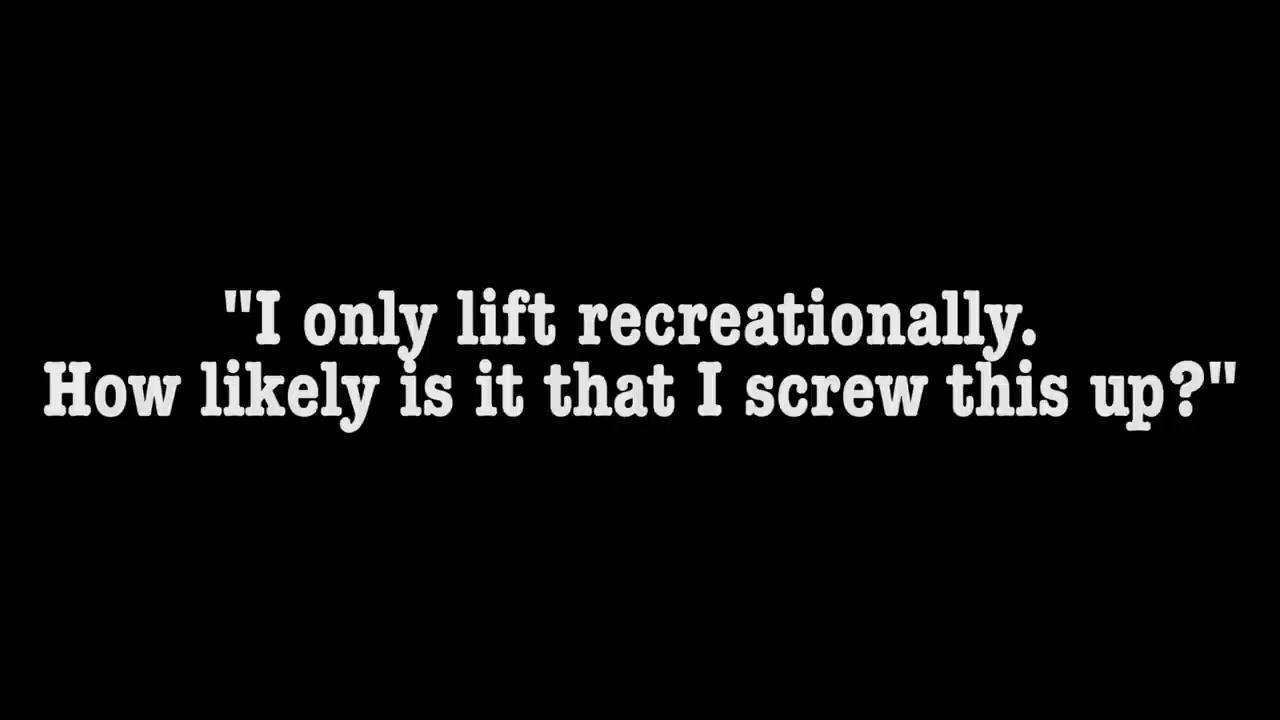 "I only lift recreationally.
How likely is it that I screw this up?"